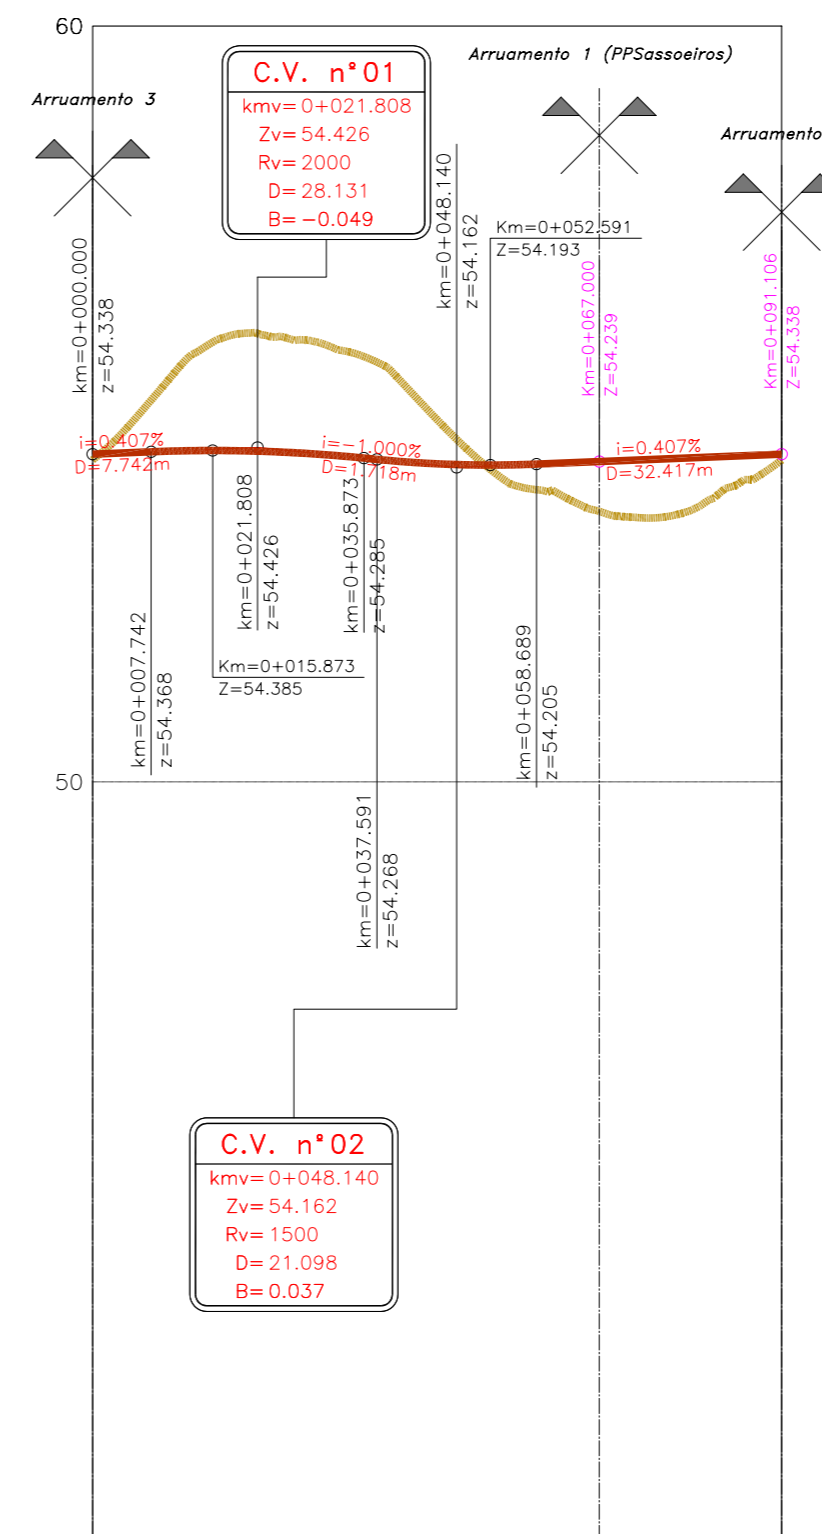 60
Arruamento 3
C.V. nº01
kmv= 0+021.808
Zv= 54.426
Rv= 2000
D= 28.131
B= -0.049
Arruamento 1 (PPSassoeiros)
Arruamento
km=0+000.000
z=54.338
km=0+048.140
z=54.162
Km=0+052.591
Z=54.193
Km=0+067.000
Z=54.239
Km=0+091.106
Z=54.338
i=0.407%
D=7.742m
i=-1.000%
D=1.718m
i=0.407%
D=32.417m
km=0+007.742
z=54.368
Km=0+015.873
Z=54.385
km=0+021.808
z=54.426
km=0+035.873
z=54.285
km=0+037.591
z=54.268
km=0+058.689
z=54.205
50
C.V. nº02
kmv= 0+048.140
Zv= 54.162
Rv= 1500
D= 21.098
B= 0.037